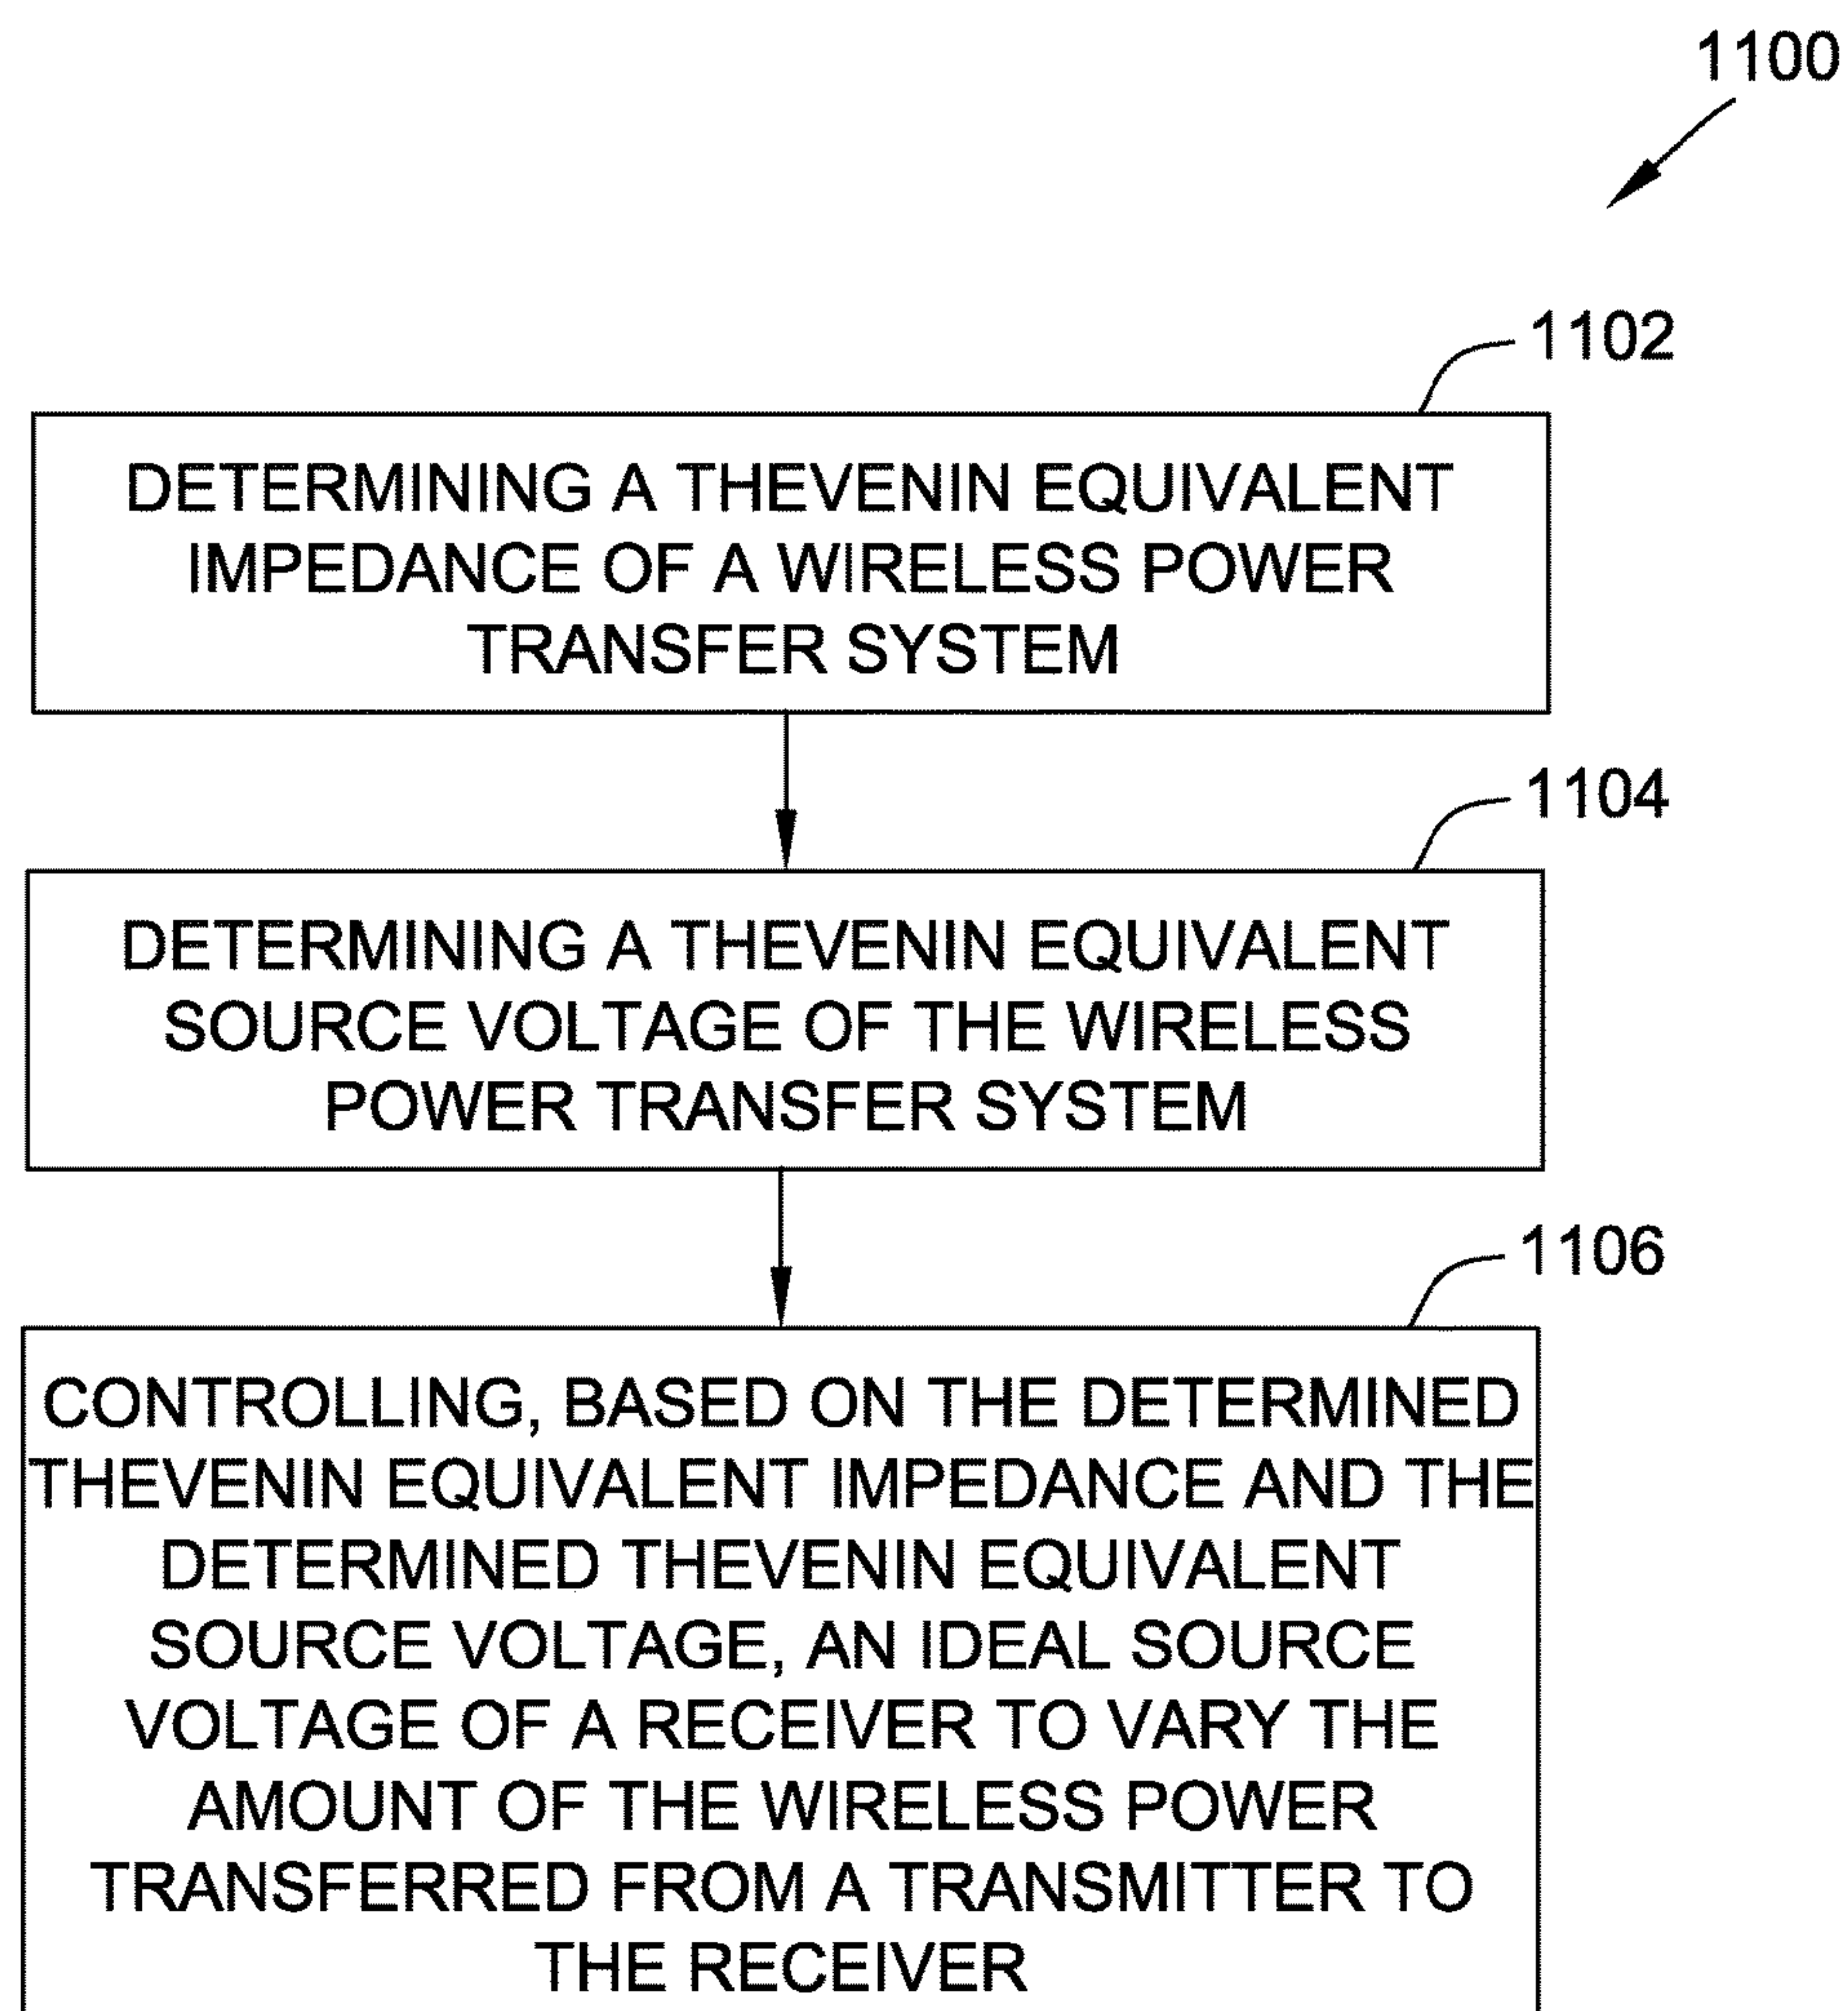 1100
1102
DETERMINING A THEVENIN EQUIVALENT
IMPEDANCE OF A WIRELESS POWER
TRANSFER SYSTEM
1104
DETERMINING A THEVENIN EQUIVALENT
SOURCE VOLTAGE OF THE WIRELESS
POWER TRANSFER SYSTEM
1106
CONTROLLING, BASED ON THE DETERMINED
THEVENIN EQUIVALENT IMPEDANCE AND THE
DETERMINED THEVENIN EQUIVALENT
SOURCE VOLTAGE, AN IDEAL SOURCE
VOLTAGE OF A RECEIVER TO VARY THE
AMOUNT OF THE WIRELESS POWER
TRANSFERRED FROM A TRANSMITTER TO
THE RECEIVER